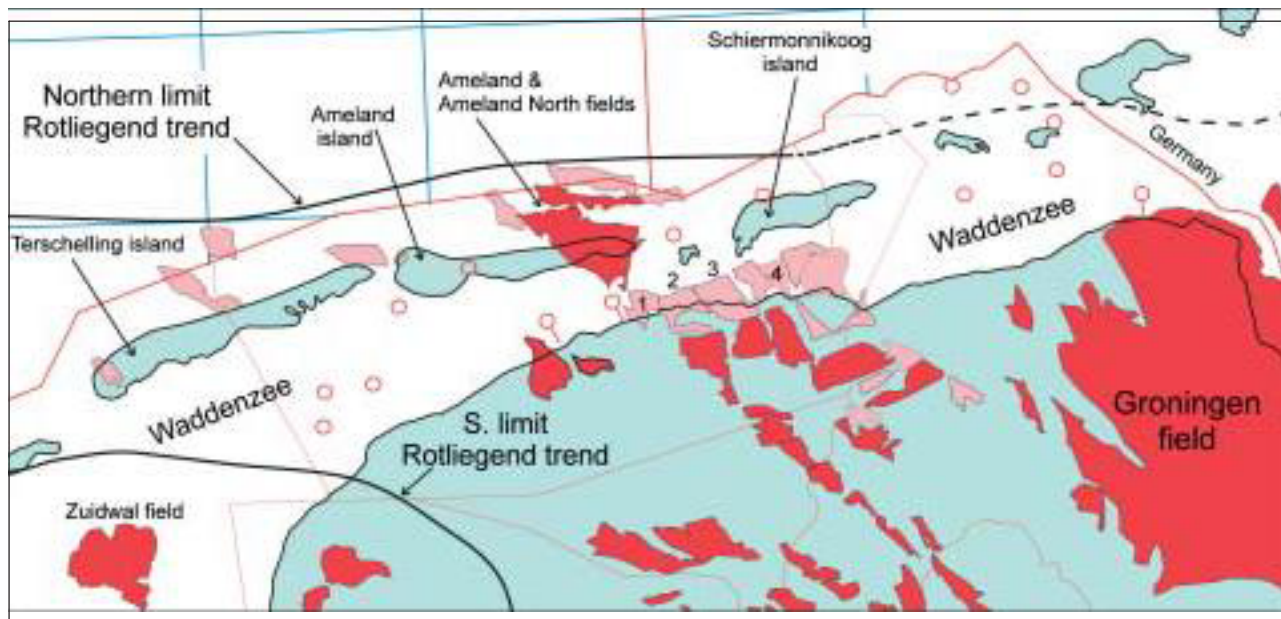 Schiermonnikoog
island
Ameland &
Ameland North fields
Northern limit
Rotliegend trend
Ameland
island
Germany
Waddenzee
Terschelling island
1
2
3
4
Waddenzee
S. limit
Rotliegend trend
Groningen
field
Zuidwal field